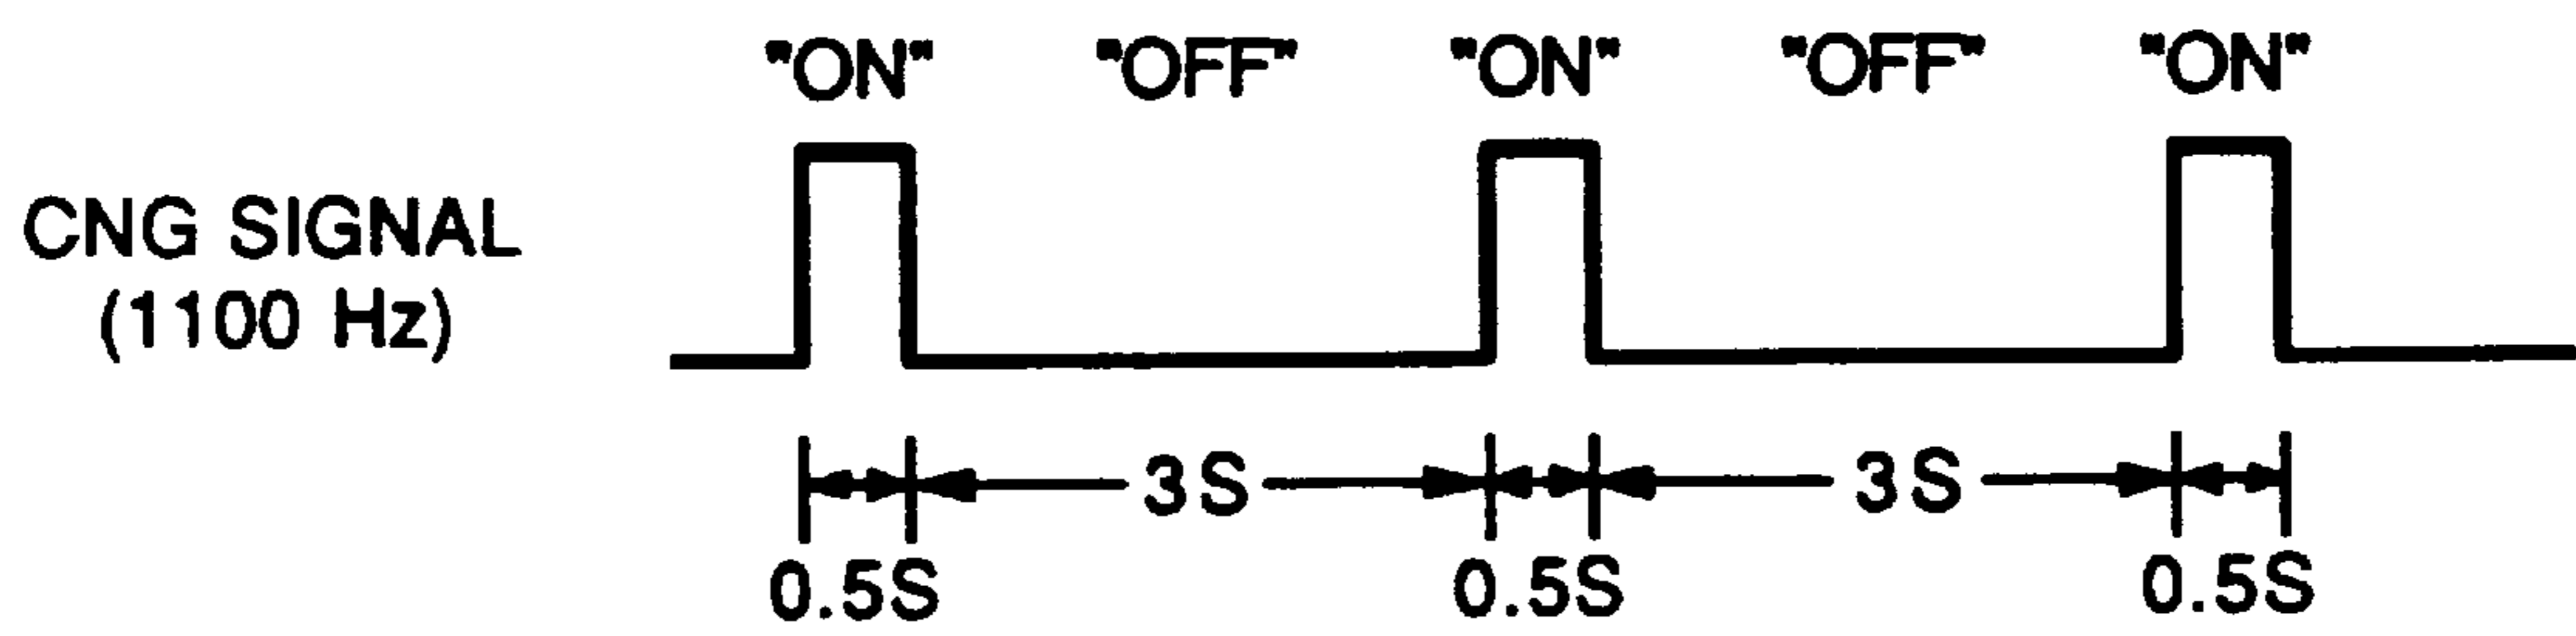 "ON" "OFF" "ON" "OFF" "ON"
CNG SIGNAL
(1100 Hz)
3S 3S
0.5S 0.5S 0.5S